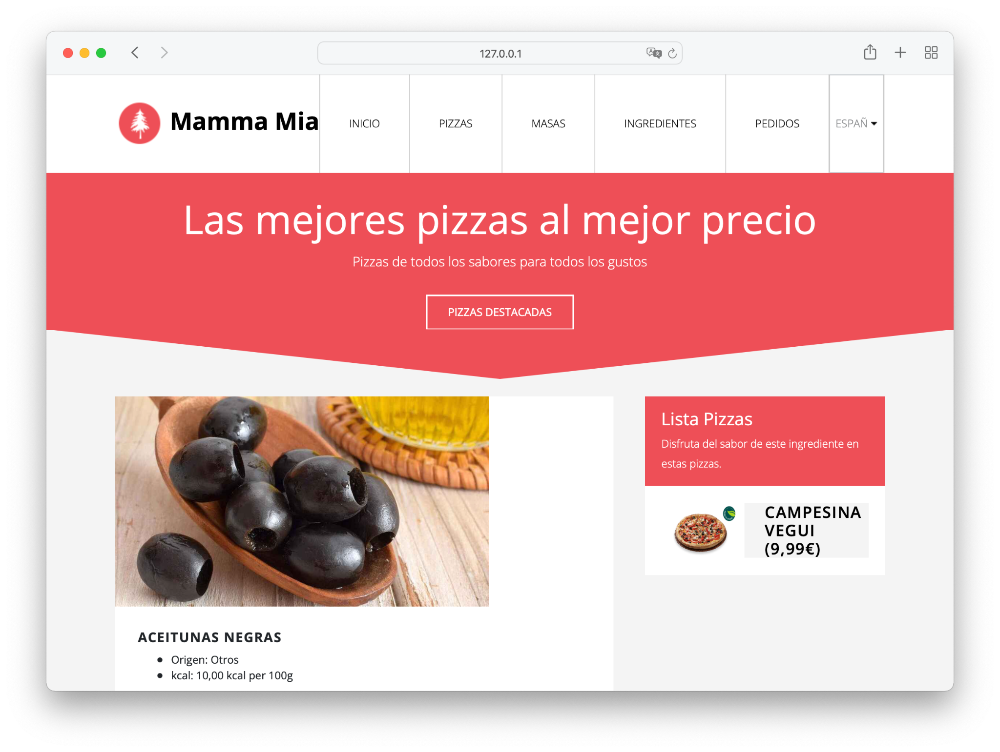 127.0.0.1
Mamma Mia
INICIO
PIZZAS
MASAS
INGREDIENTES
PEDIDOS
ESPAÑ
Las mejores pizzas al mejor precio
Pizzas de todos los sabores para todos los gustos
PIZZAS DESTACADAS
Lista Pizzas
Disfruta del sabor de este ingrediente en
estas pizzas.
CAMPESINA
VEGUI
(9,99€)
ACEITUNAS NEGRAS
• Origen: Otros
• kcal: 10,00 kcal per 100g